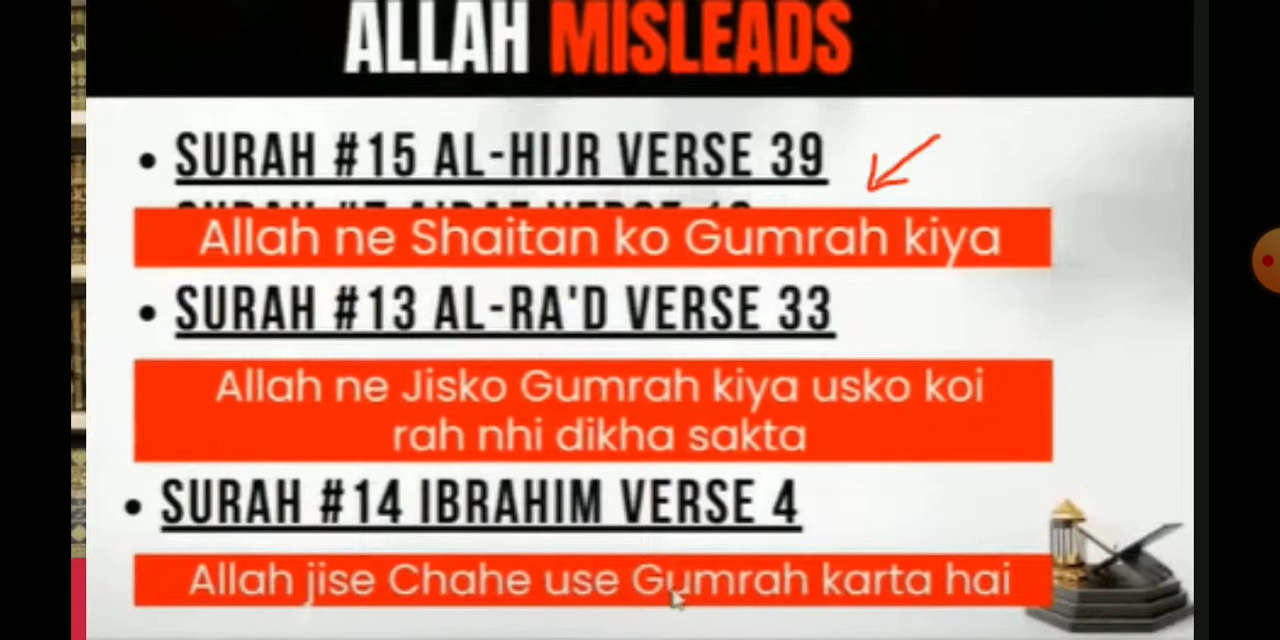 ALLAH MISLEADS
• SURAH #15 AL-HIJR VERSE 39
Allah ne Shaitan ko Gumrah kiya
• SURAH #13 AL-RA'D VERSE 33
Allah ne Jisko Gumrah kiya usko koi
rah nhi dikha sakta
• SURAH #14 IBRAHIM VERSE 4
Allah jise Chahe use Gumrah karta hai